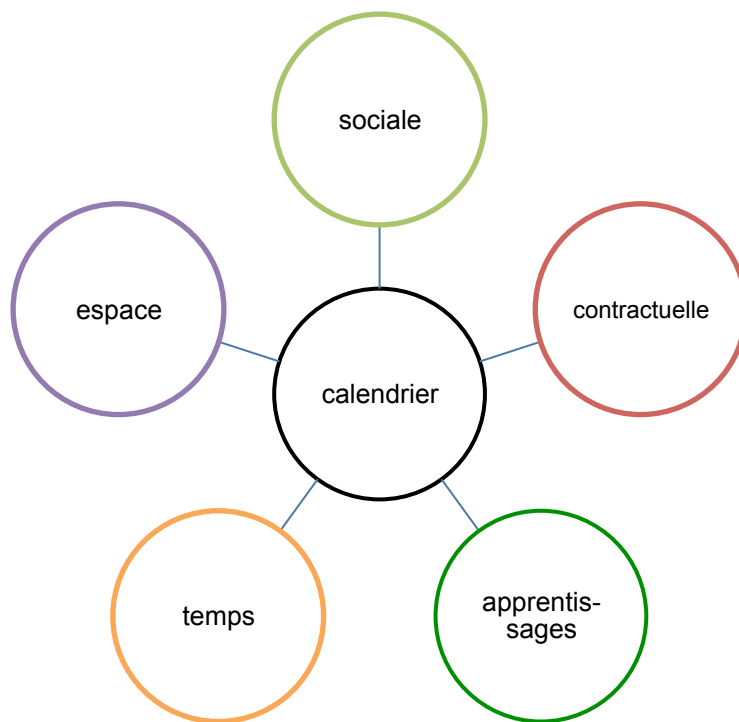 sociale
espace
contractuelle
calendrier
temps
apprentis-
sages